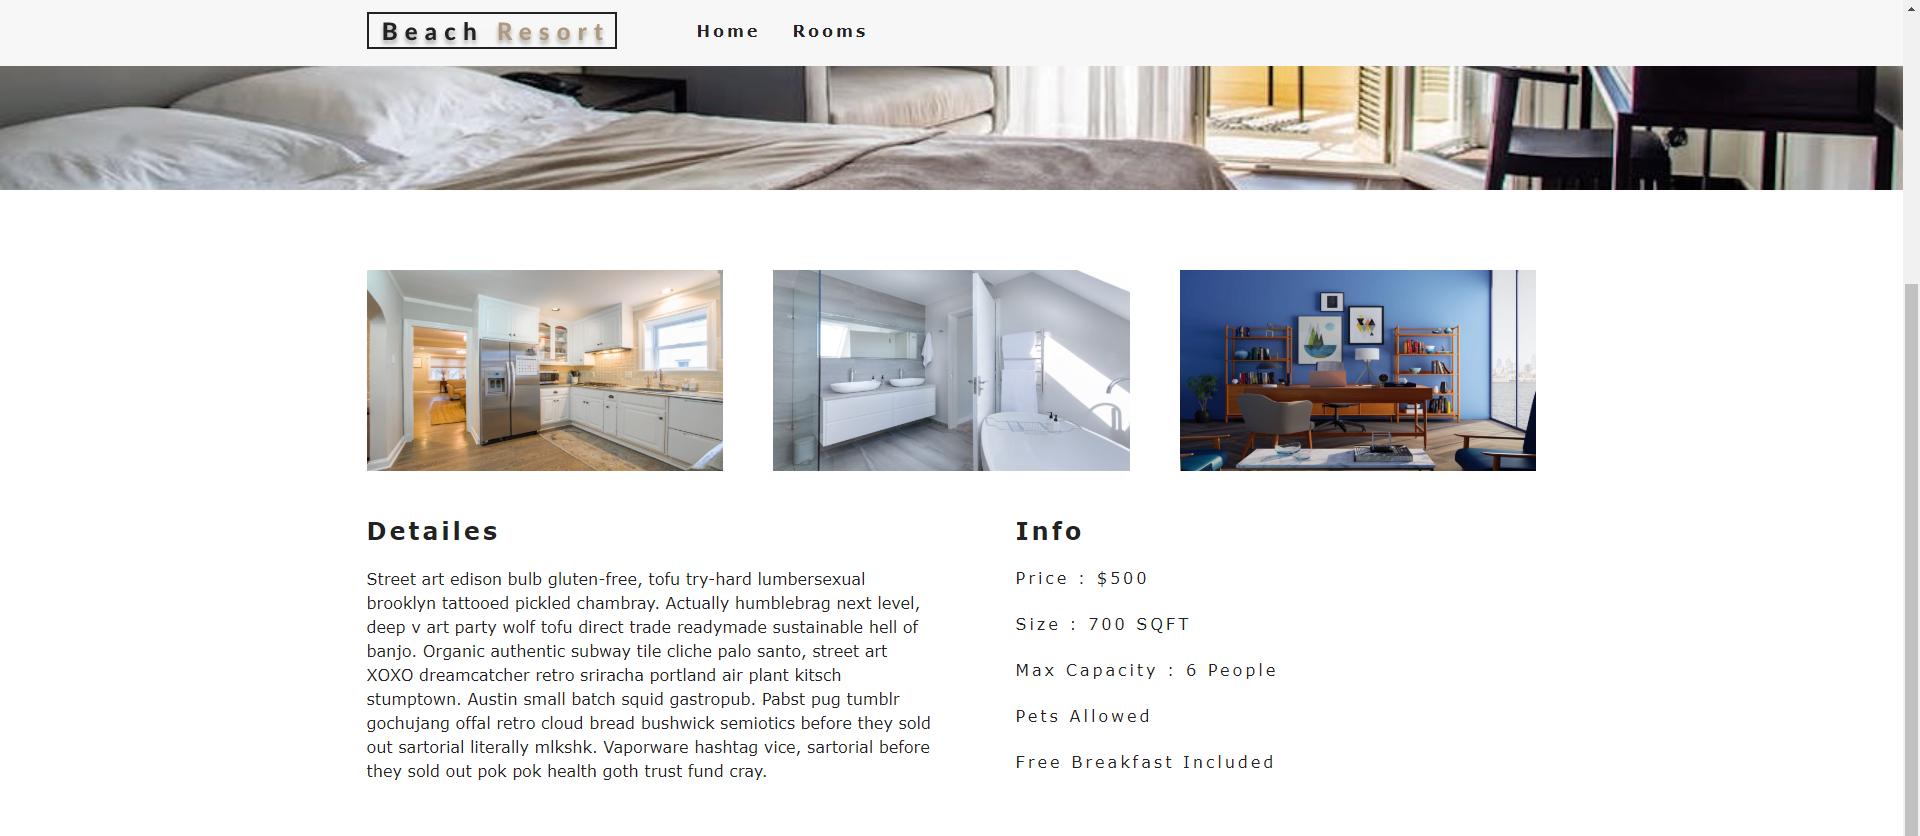 Beach Resort
Home Rooms
Detailes
Street art edison bulb gluten-free, tofu try-hard lumbersexual
brooklyn tattooed pickled chambray. Actually humblebrag next level,
deep v art party wolf tofu direct trade readymade sustainable hell of
banjo. Organic authentic subway tile cliche palo santo, street art
XOXO dreamcatcher retro sriracha portland air plant kitsch
stumptown. Austin small batch squid gastropub. Pabst pug tumblr
gochujang offal retro cloud bread bushwick semiotics before they sold
out sartorial literally mlkshk. Vaporware hashtag vice, sartorial before
they sold out pok pok health goth trust fund cray.
Info
Price : $500
Size : 700 SQFT
Max Capacity : 6 People
Pets Allowed
Free Breakfast Included